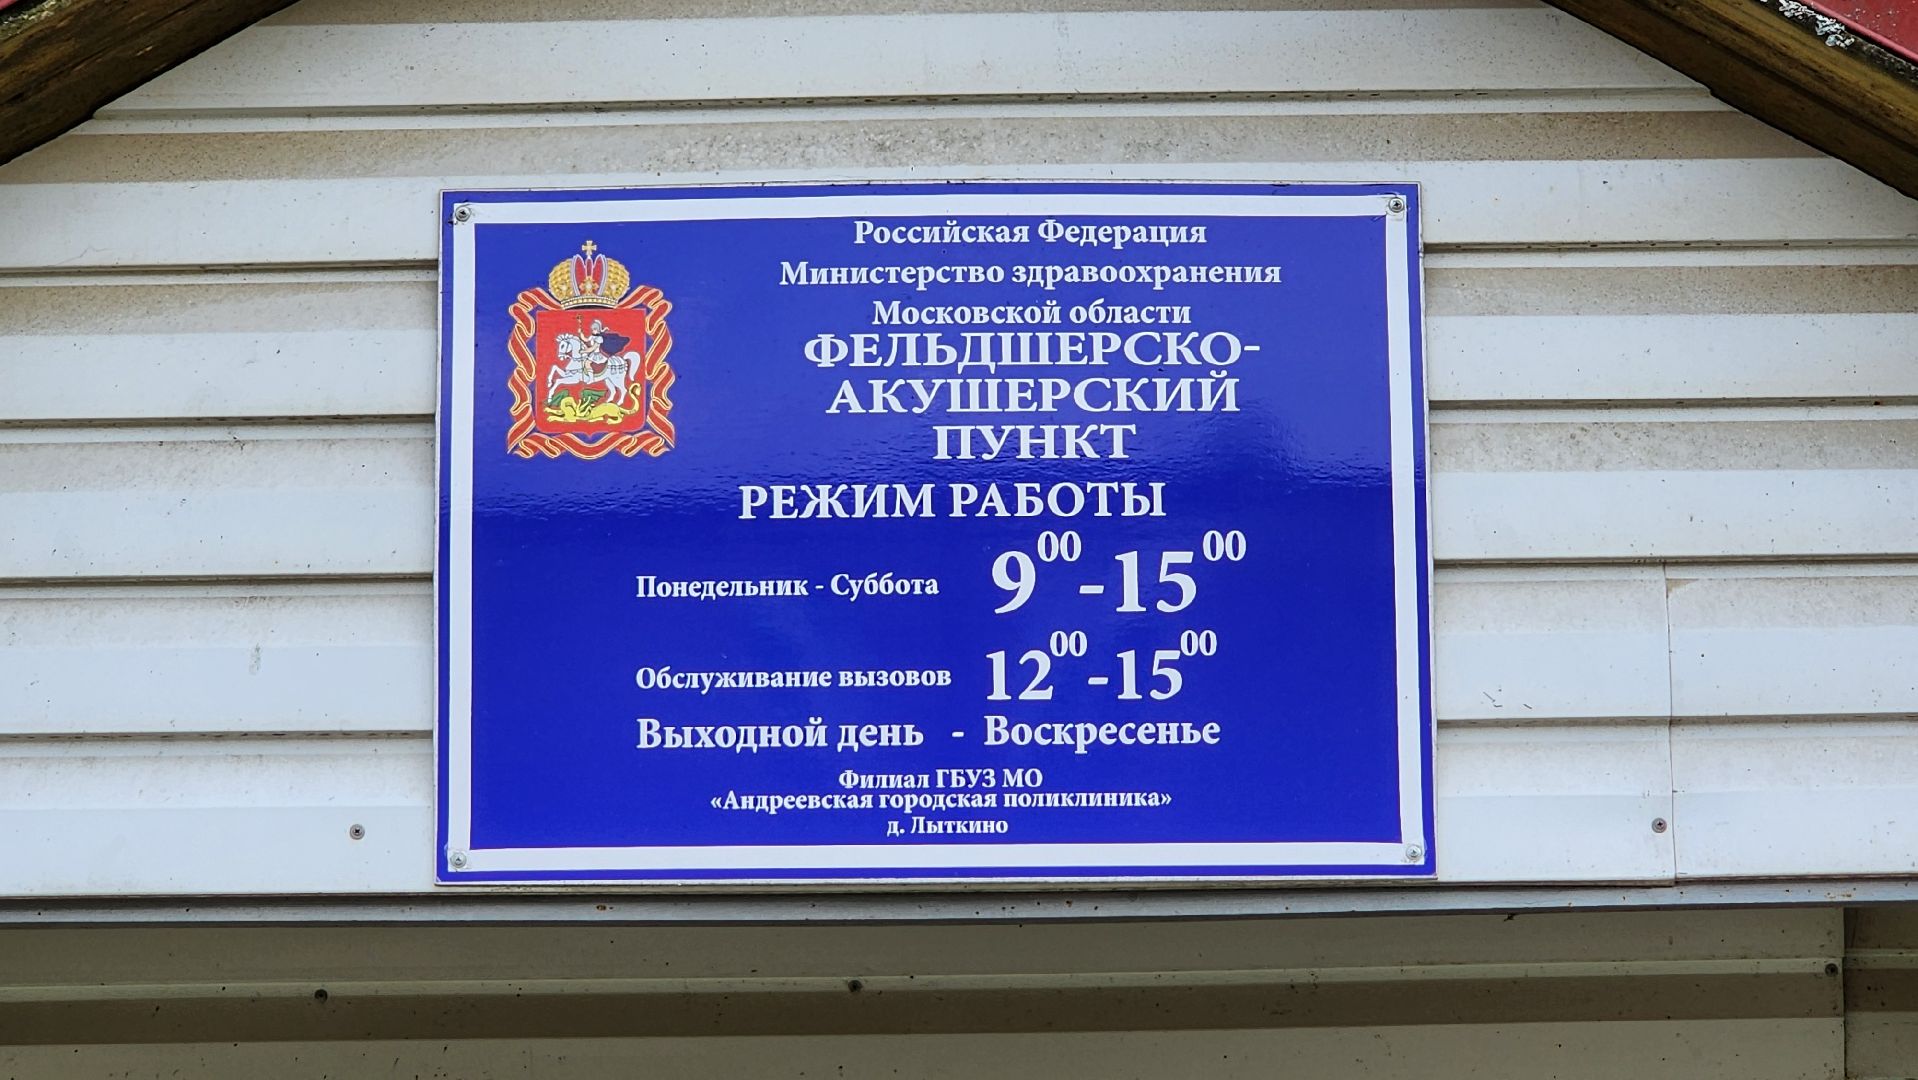 Российская Федерация
Министерство здравоохранения
Московской области
ФЕЛЬДШЕРСКО-
АКУШЕРСКИЙ
ПУНКТ
РЕЖИМ РАБОТЫ
Понедельник - Суббота 9⁰⁰-15⁰⁰
Обслуживание вызовов 12⁰⁰-15⁰⁰
Выходной день - Воскресенье
Филиал ГБУЗ МО
«Андреевская городская поликлиника»
д. Лыткино